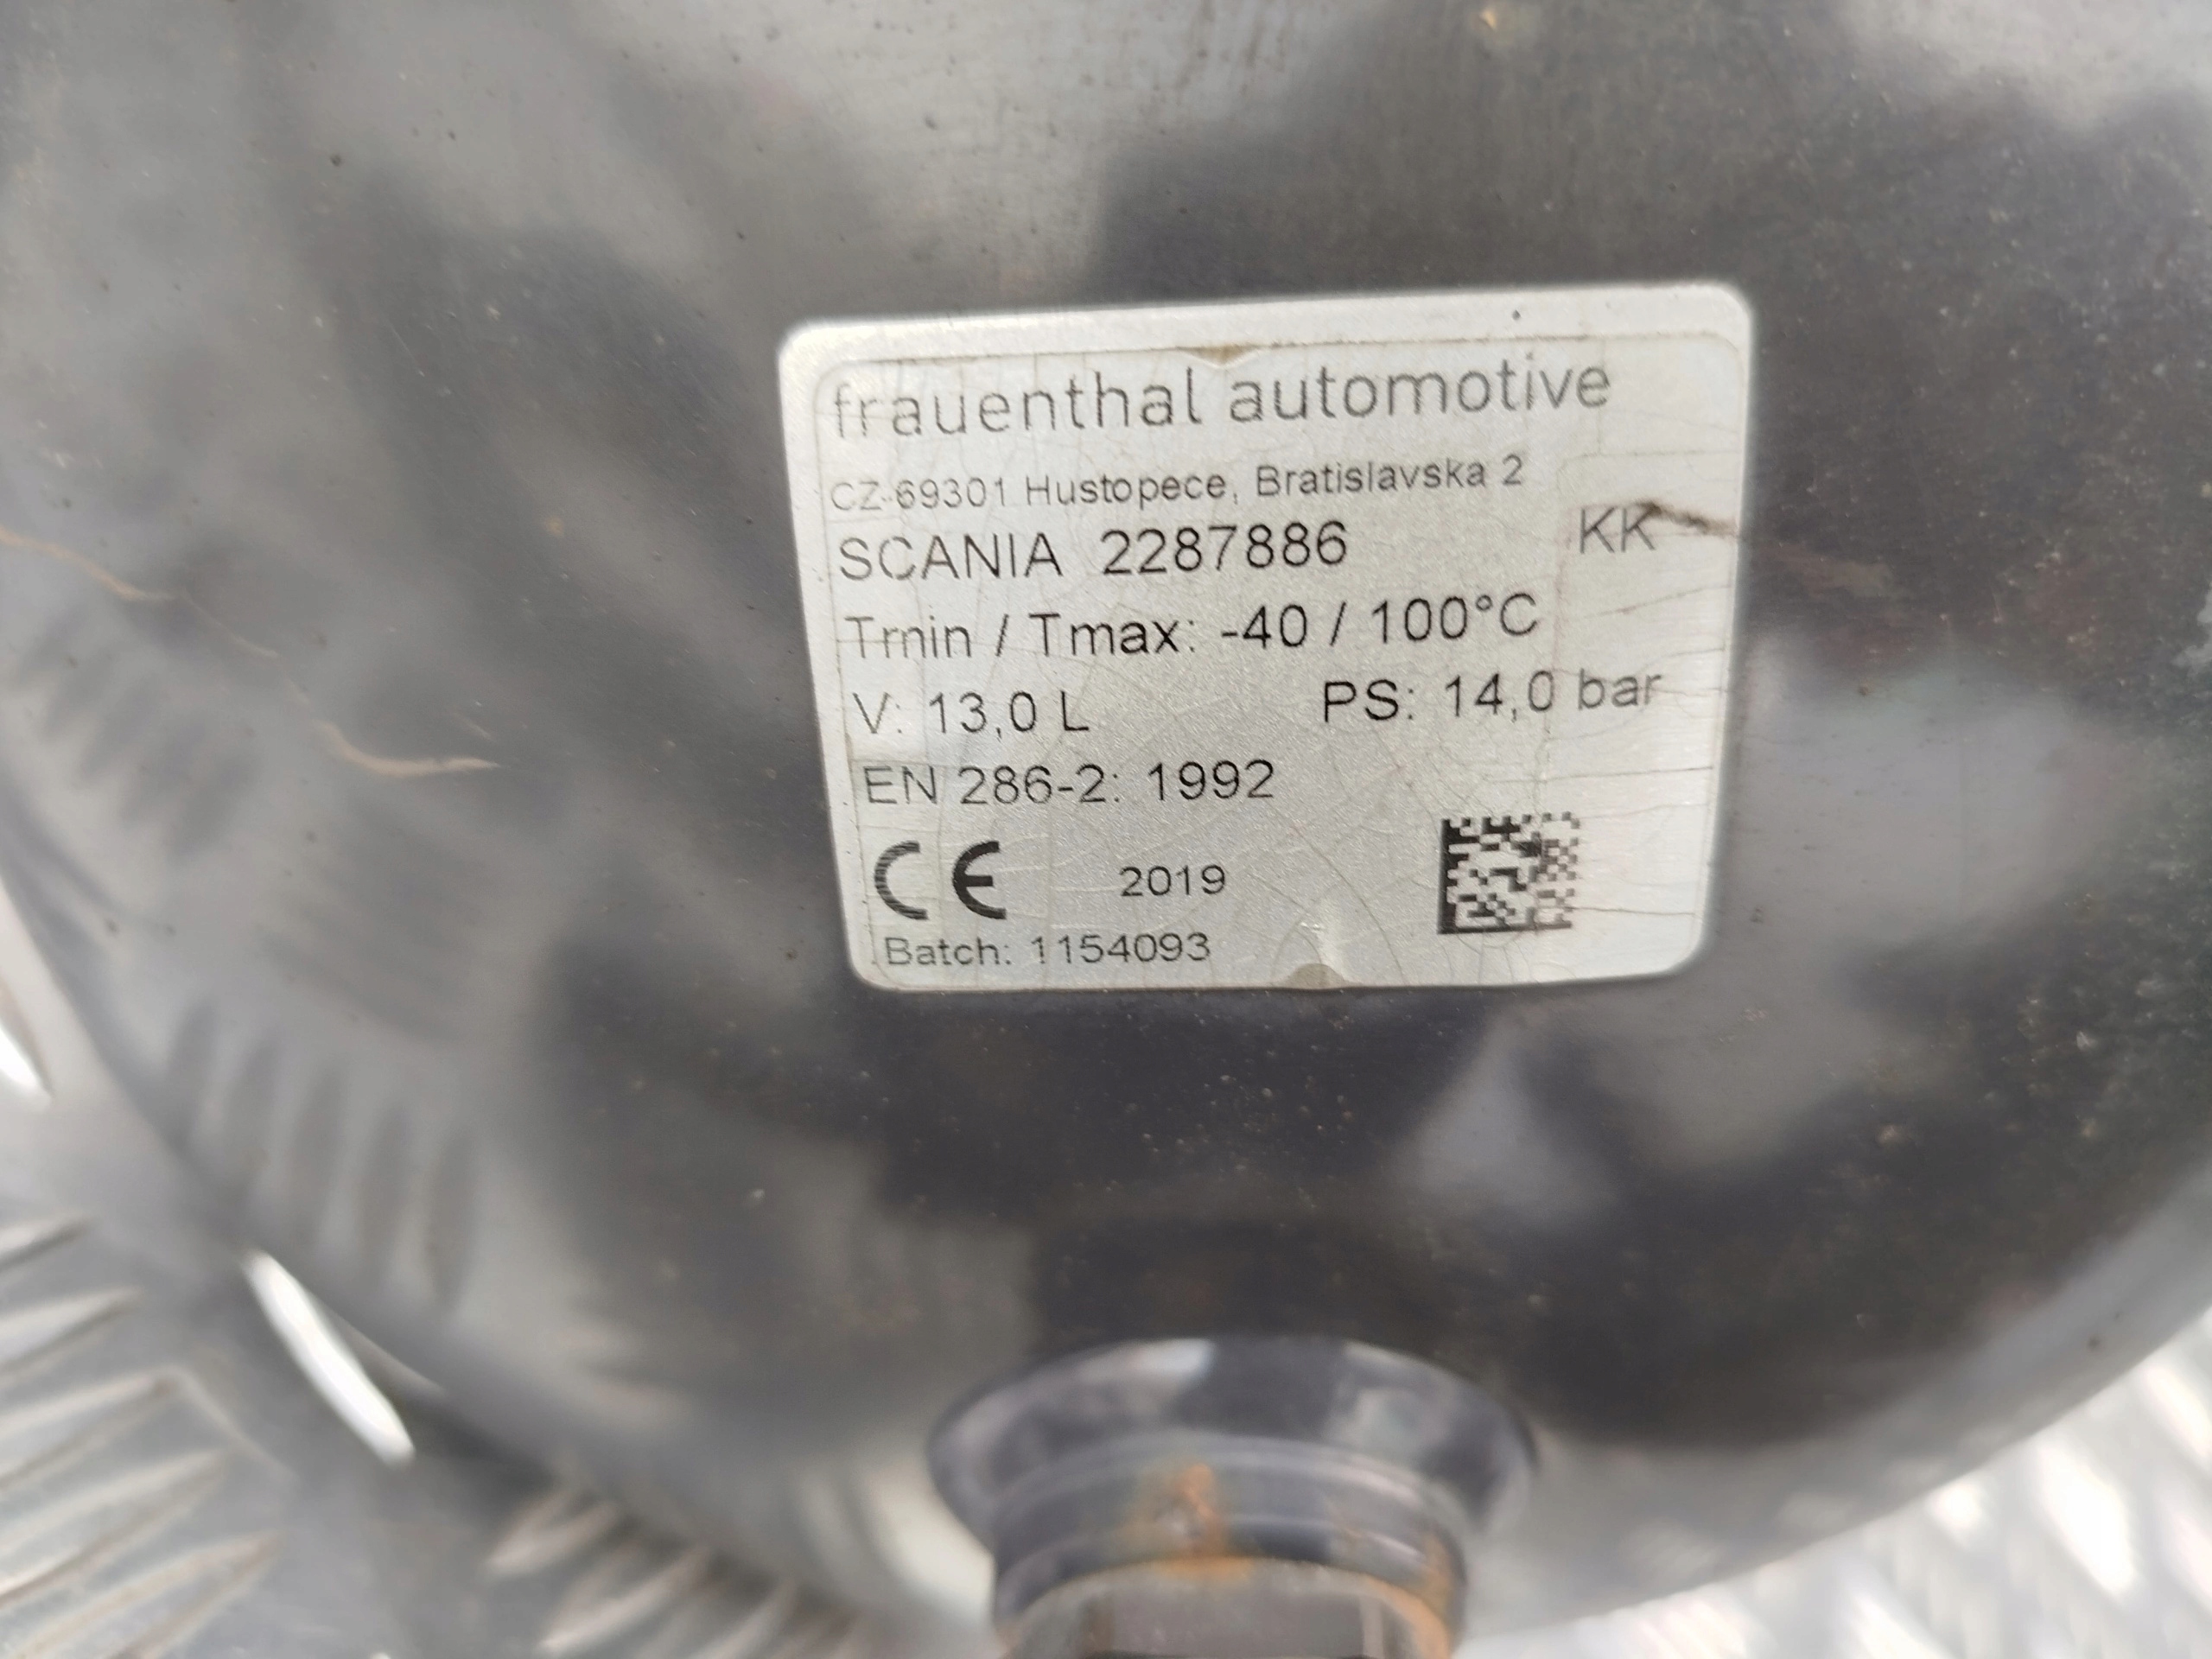 frauenthal automotive
CZ-69301 Hustopece, Bratislavska 2
SCANIA 2287886 KK
Tmin / Tmax: -40 / 100°C
V: 13,0 L PS: 14,0 bar
EN 286-2: 1992
CE 2019
Batch: 1154093